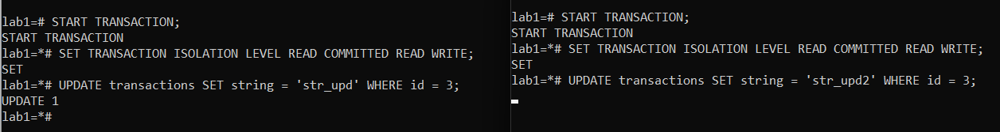 lab1=# START TRANSACTION;
START TRANSACTION
lab1=*# SET TRANSACTION ISOLATION LEVEL READ COMMITTED READ WRITE;
SET
lab1=*# UPDATE transactions SET string = 'str_upd' WHERE id = 3;
UPDATE 1
lab1=*#
lab1=# START TRANSACTION;
START TRANSACTION
lab1=*# SET TRANSACTION ISOLATION LEVEL READ COMMITTED READ WRITE;
SET
lab1=*# UPDATE transactions SET string = 'str_upd2' WHERE id = 3;